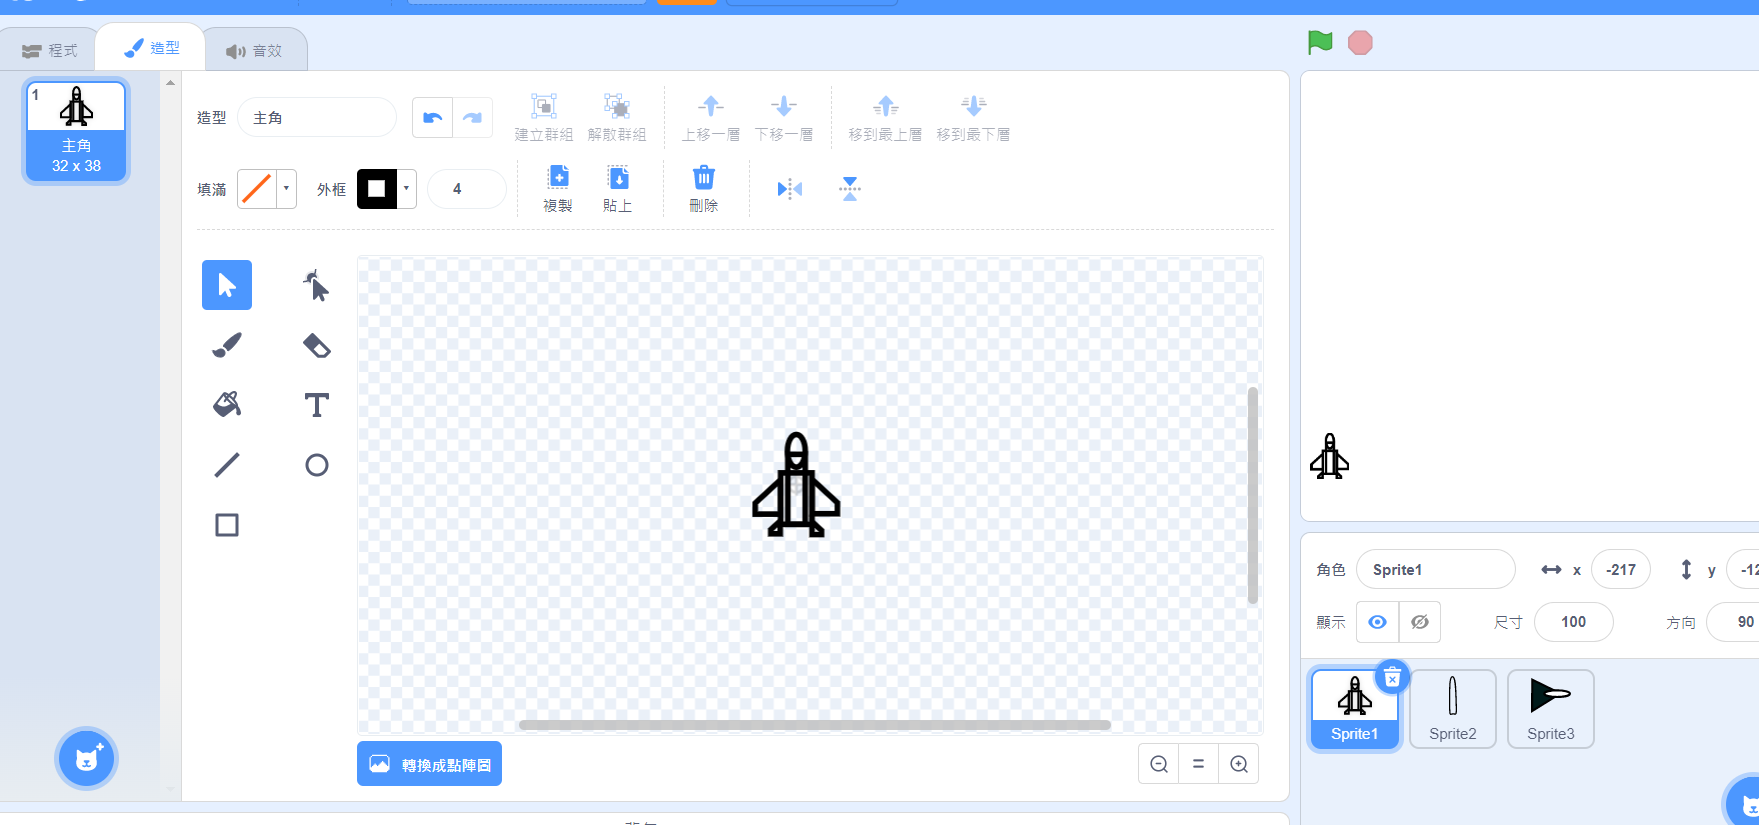 程式
造型
音效
1
主角
32 x 38
造型
主角
建立群組
解散群組
上移一層
下移一層
移到最上層
移到最下層
填滿
外框
4
複製
貼上
刪除
T
轉換成點陣圖
角色
Sprite1
x
-217
y
-12
顯示
尺寸
100
方向
90
Sprite1
Sprite2
Sprite3